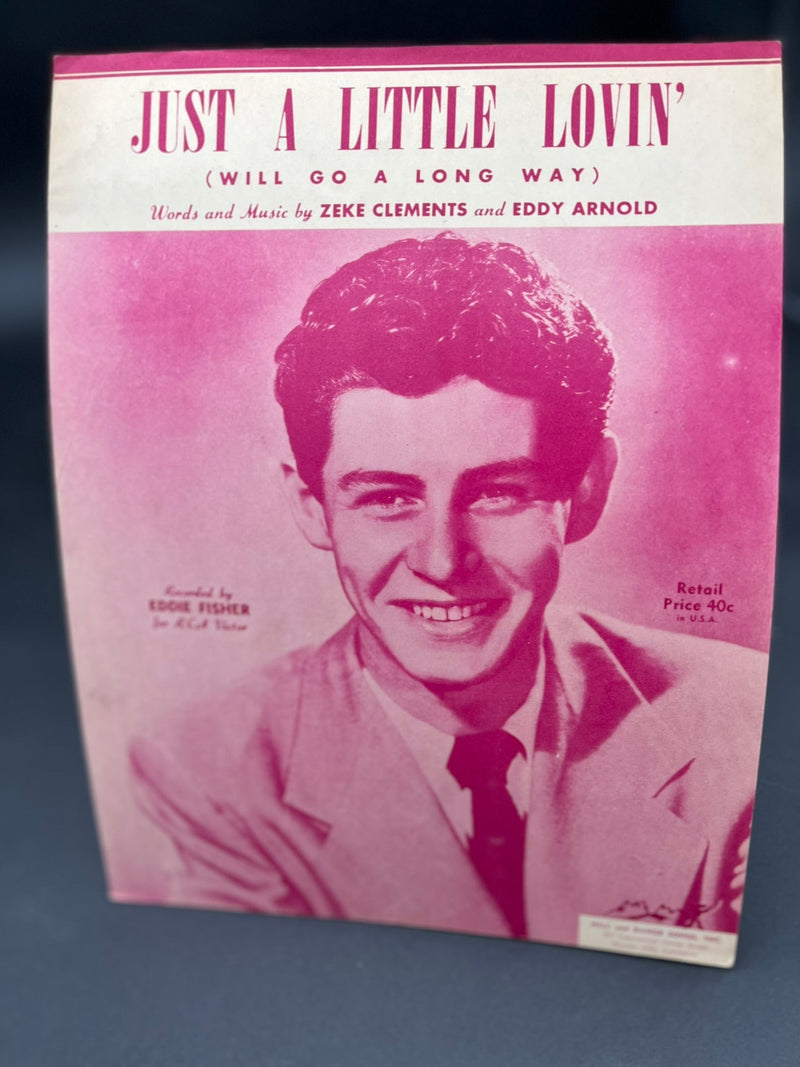 JUST A LITTLE LOVIN'
(WILL GO A LONG WAY)
Words and Music by ZEKE CLEMENTS and EDDY ARNOLD
Recorded by
EDDIE FISHER
for RCA Victor
Retail
Price 40c
in U.S.A.